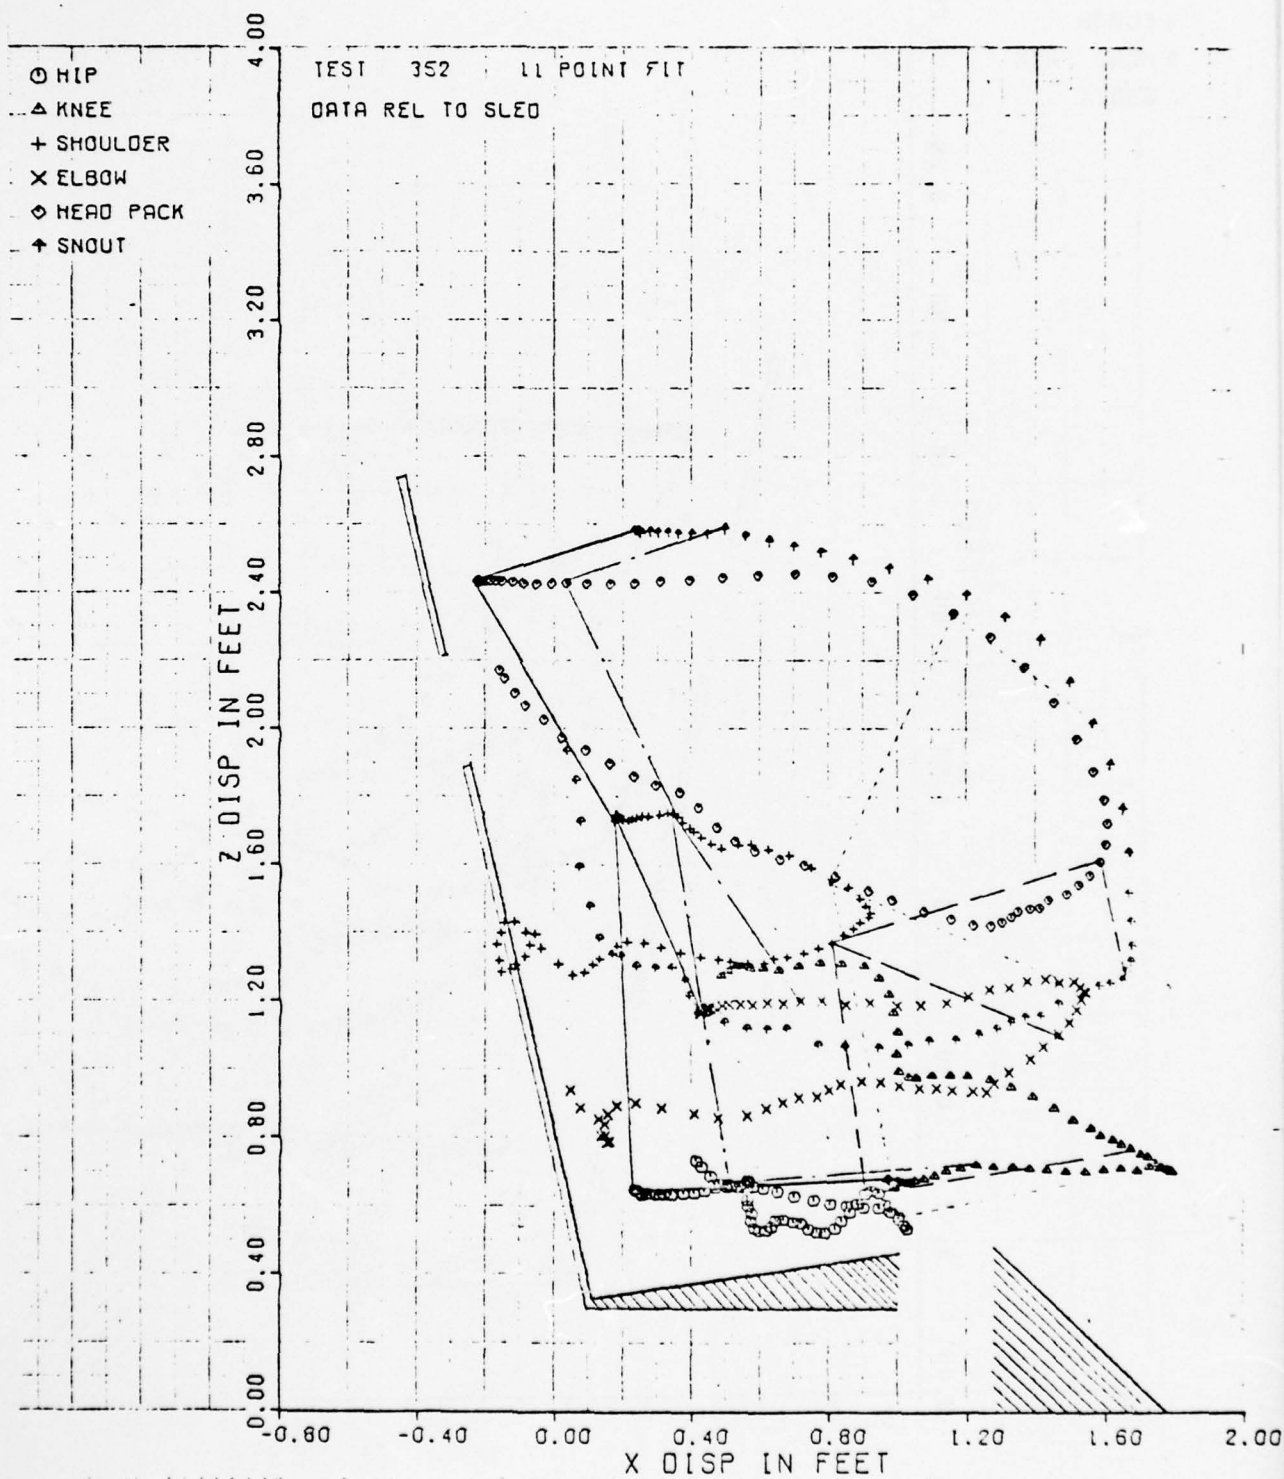 HIP
KNEE
SHOULDER
ELBOW
HEAD PACK
SNOUT
TEST 352 11 POINT FIT
DATA REL TO SLED
4.00
3.60
3.20
2.80
2.40
2.00
1.60
1.20
0.80
0.40
0.00
Z DISP IN FEET
-0.80 -0.40 0.00 0.40 0.80 1.20 1.60 2.00
X DISP IN FEET